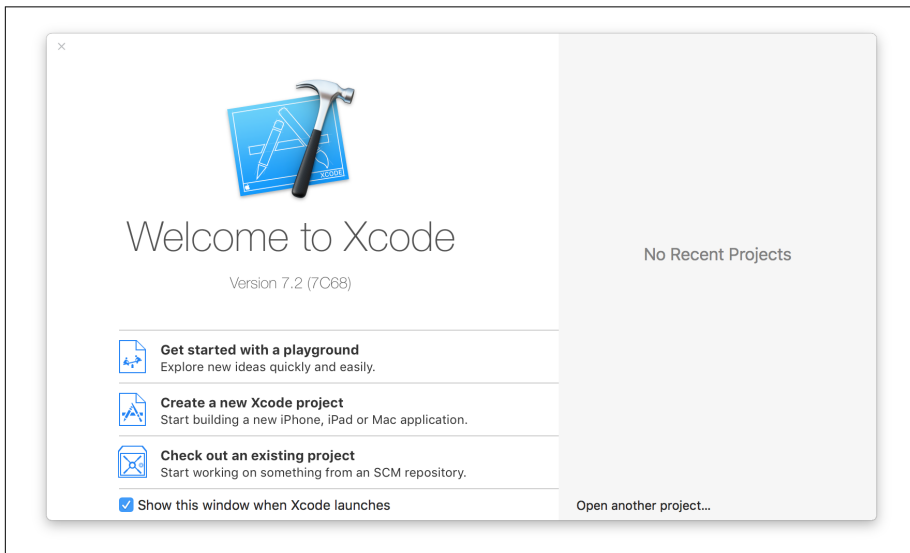 XCODE
Welcome to Xcode
Version 7.2 (7C68)
Get started with a playground
Explore new ideas quickly and easily.
Create a new Xcode project
Start building a new iPhone, iPad or Mac application.
Check out an existing project
Start working on something from an SCM repository.
Show this window when Xcode launches
No Recent Projects
Open another project...